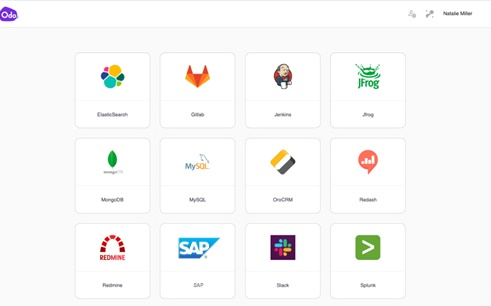 Odo
Natalie Miller
JFrog
ElasticSearch
Gitlab
Jenkins
Jfrog
mongoDB
MySQL
MongoDB
MySQL
OroCRM
Redash
REDMINE
SAP
Redmine
SAP
Slack
Splunk